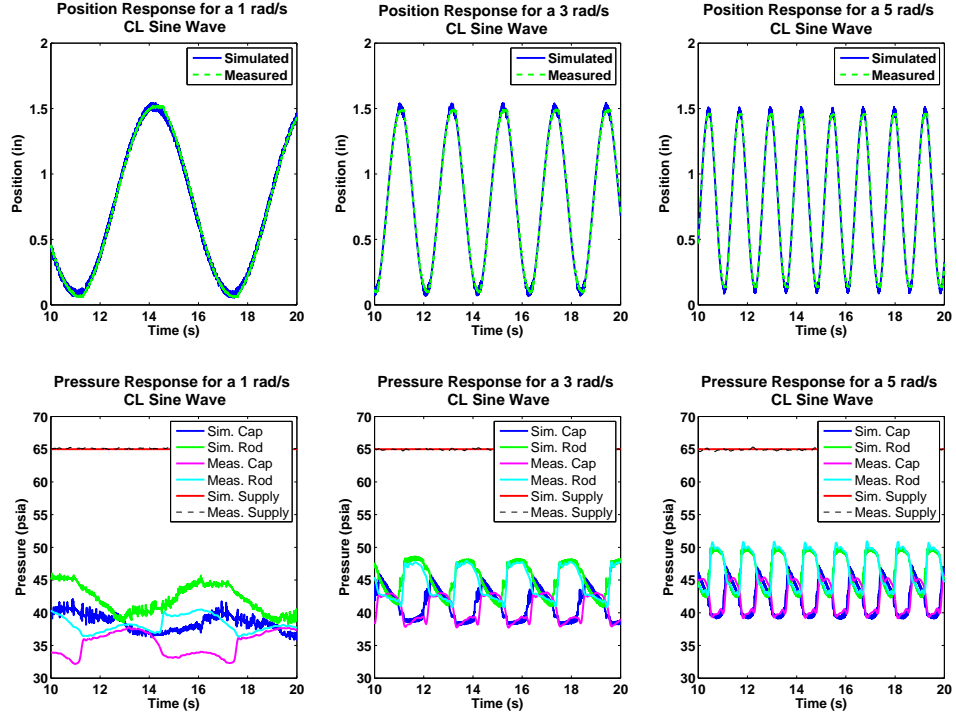 Position Response for a 1 rad/s
CL Sine Wave
2
1.5
1
0.5
0
Position (in)
Simulated
Measured
10 12 14 16 18 20
Time (s)
Position Response for a 3 rad/s
CL Sine Wave
2
1.5
1
0.5
0
Position (in)
Simulated
Measured
10 12 14 16 18 20
Time (s)
Position Response for a 5 rad/s
CL Sine Wave
2
1.5
1
0.5
0
Position (in)
Simulated
Measured
10 12 14 16 18 20
Time (s)
Pressure Response for a 1 rad/s
CL Sine Wave
70
65
60
55
50
45
40
35
30
Pressure (psia)
Sim. Cap
Sim. Rod
Meas. Cap
Meas. Rod
Sim. Supply
Meas. Supply
10 12 14 16 18 20
Time (s)
Pressure Response for a 3 rad/s
CL Sine Wave
70
65
60
55
50
45
40
35
30
Pressure (psia)
Sim. Cap
Sim. Rod
Meas. Cap
Meas. Rod
Sim. Supply
Meas. Supply
10 12 14 16 18 20
Time (s)
Pressure Response for a 5 rad/s
CL Sine Wave
70
65
60
55
50
45
40
35
30
Pressure (psia)
Sim. Cap
Sim. Rod
Meas. Cap
Meas. Rod
Sim. Supply
Meas. Supply
10 12 14 16 18 20
Time (s)